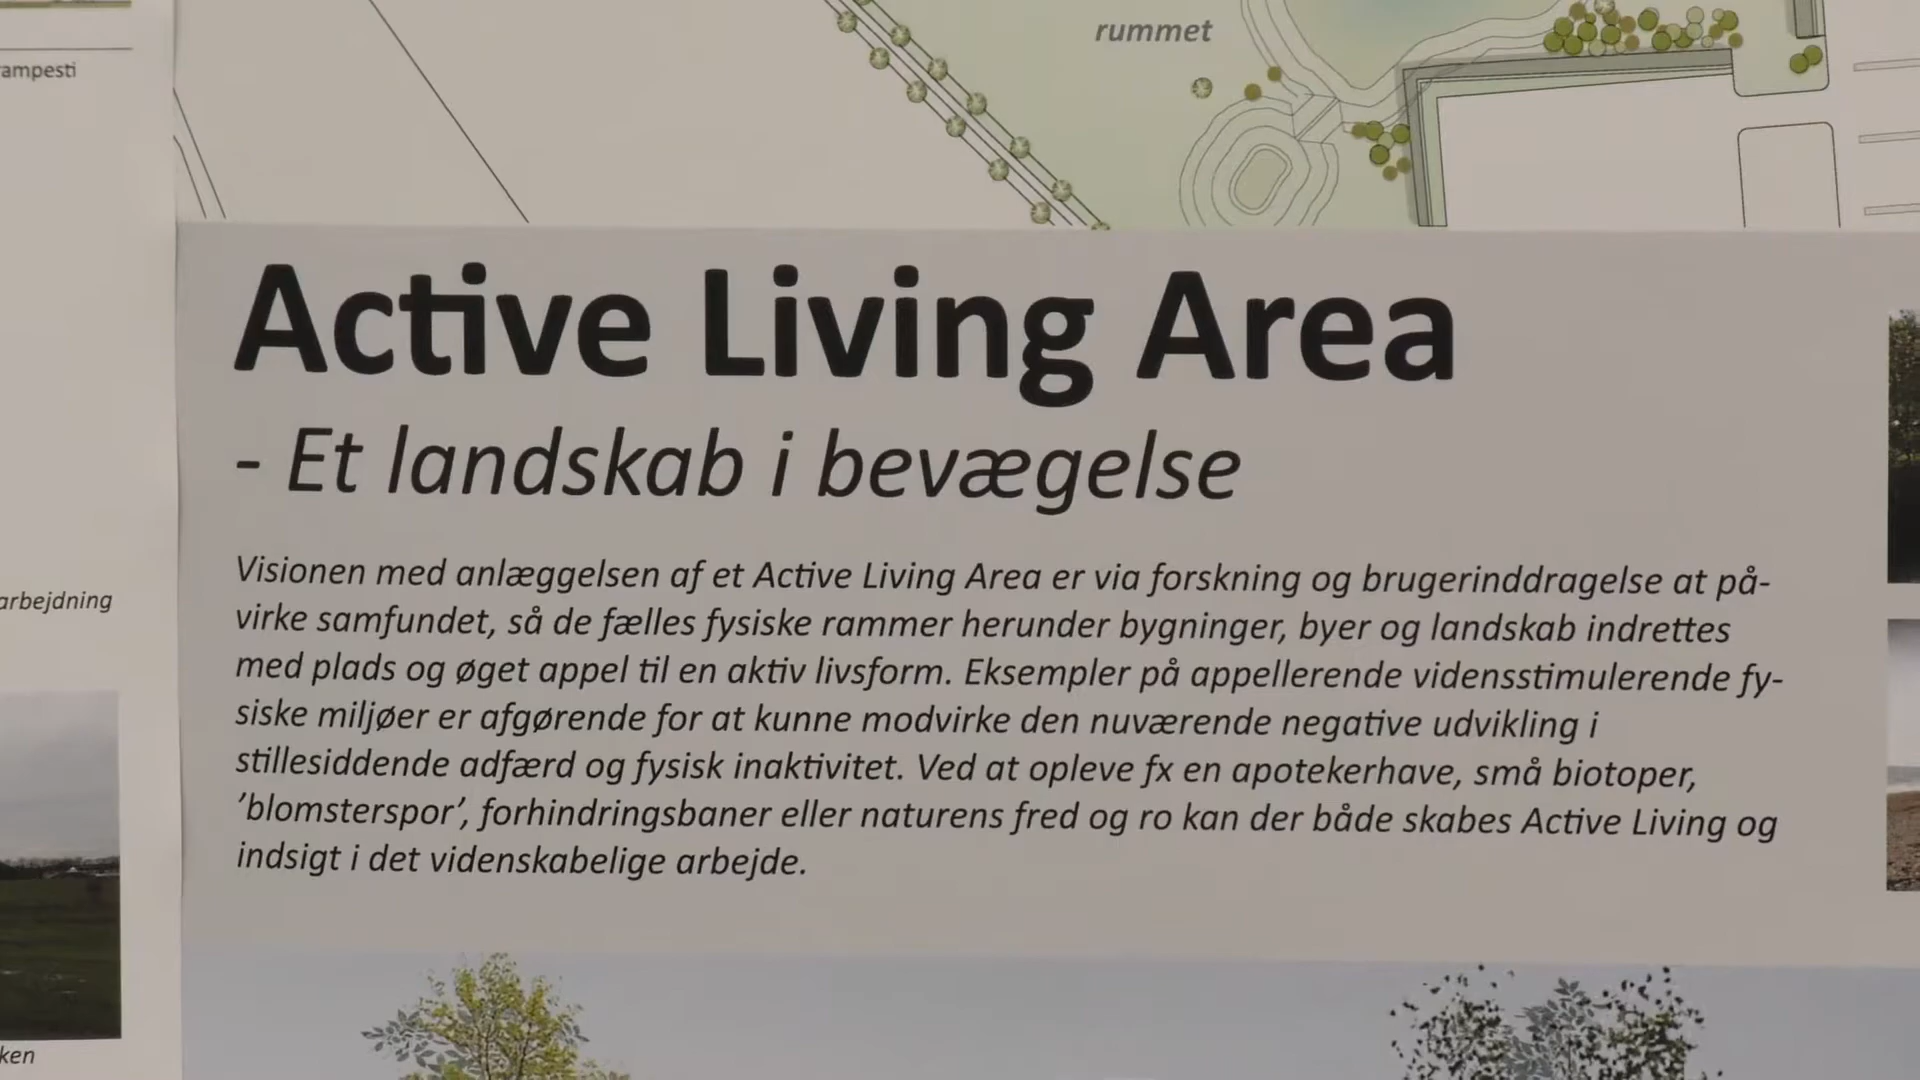 rummet
ampesti
Active Living Area
- Et landskab i bevægelse
Visionen med anlæggelsen af et Active Living Area er via forskning og brugerinddragelse at på-
virke samfundet, så de fælles fysiske rammer herunder bygninger, byer og landskab indrettes
med plads og øget appel til en aktiv livsform. Eksempler på appellerende vidensstimulerende fy-
siske miljøer er afgørende for at kunne modvirke den nuværende negative udvikling i
stillesiddende adfærd og fysisk inaktivitet. Ved at opleve fx en apotekerhave, små biotoper,
’blomsterspor’, forhindringsbaner eller naturens fred og ro kan der både skabes Active Living og
indsigt i det videnskabelige arbejde.
arbejdning
ken